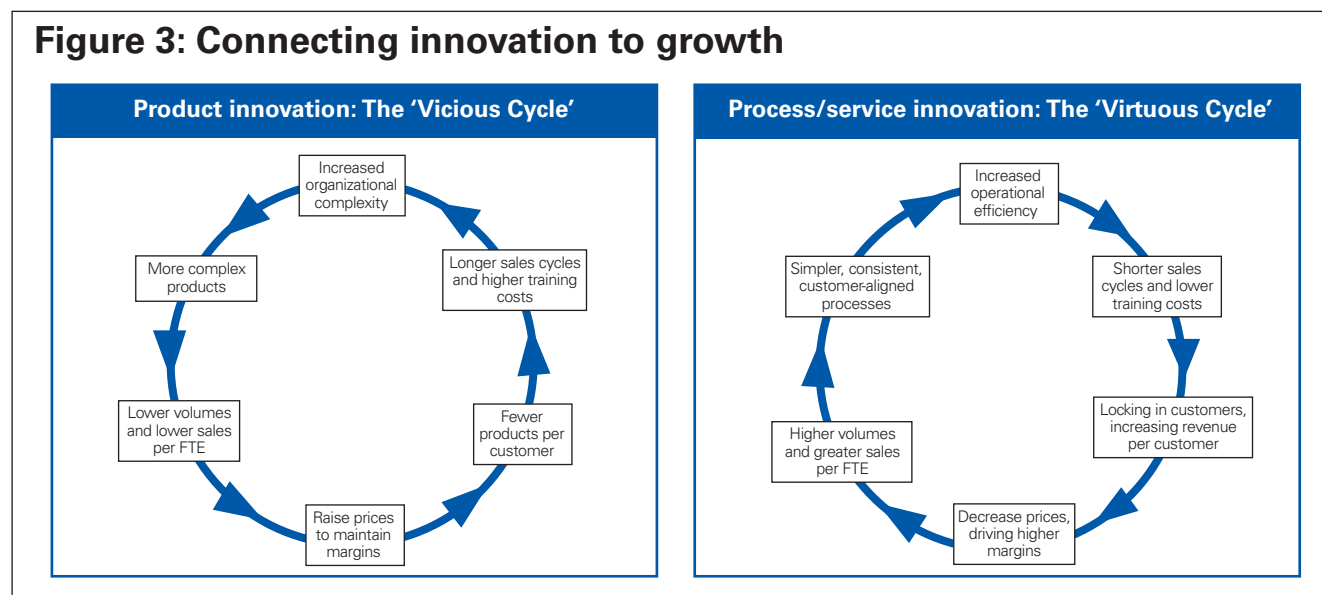 Figure 3: Connecting innovation to growth
Product innovation: The ‘Vicious Cycle’
Increased
organizational
complexity
More complex
products
Longer sales cycles
and higher training
costs
Lower volumes
and lower sales
per FTE
Fewer
products per
customer
Raise prices
to maintain
margins
Process/service innovation: The ‘Virtuous Cycle’
Increased
operational
efficiency
Simpler, consistent,
customer-aligned
processes
Shorter sales
cycles and lower
training costs
Higher volumes
and greater sales
per FTE
Locking in customers,
increasing revenue
per customer
Decrease prices,
driving higher
margins